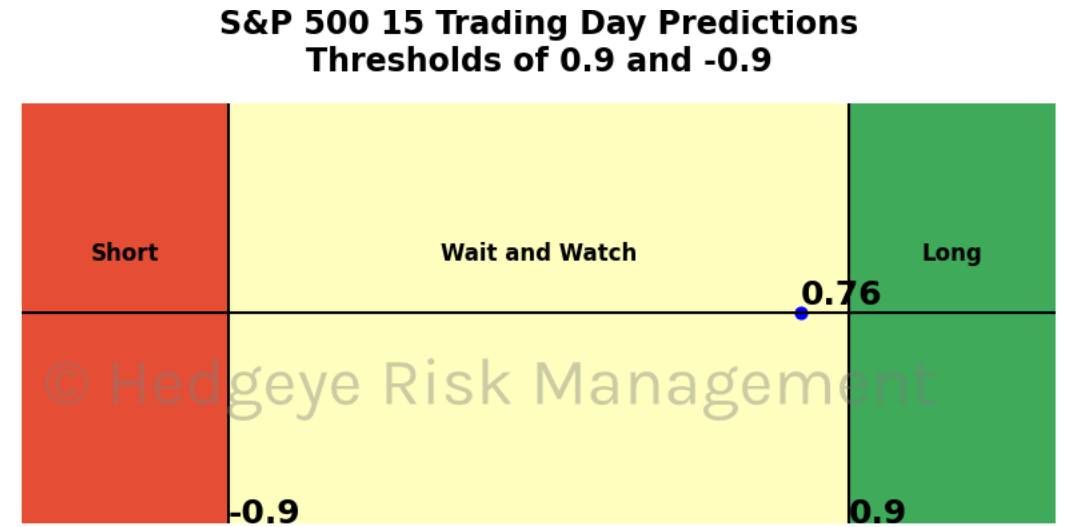 S&P 500 15 Trading Day Predictions
Thresholds of 0.9 and -0.9
Short
Wait and Watch
Long
0.76
© Hedgeye Risk Management
-0.9
0.9